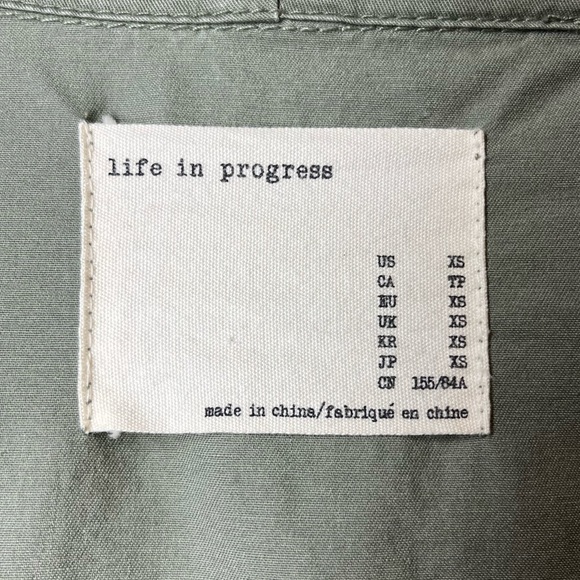 life in progress
US XS
CA TP
EU XS
UK XS
KR XS
JP XS
CN 155/84A
made in china/fabriqué en chine